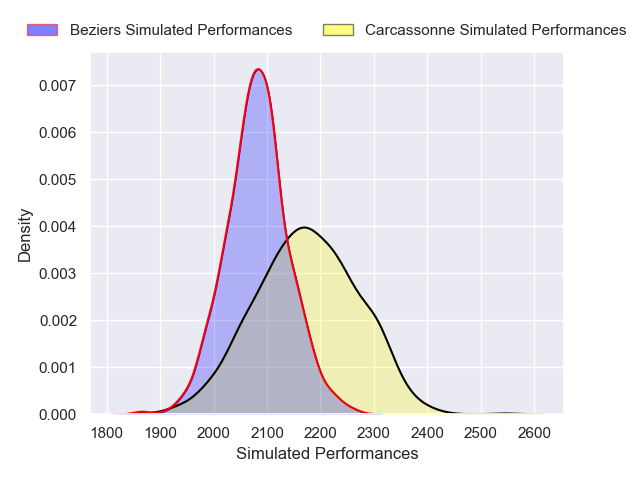 Beziers Simulated Performances
Carcassonne Simulated Performances
Density
0.007
0.006
0.005
0.004
0.003
0.002
0.001
0.000
1800 1900 2000 2100 2200 2300 2400 2500 2600
Simulated Performances